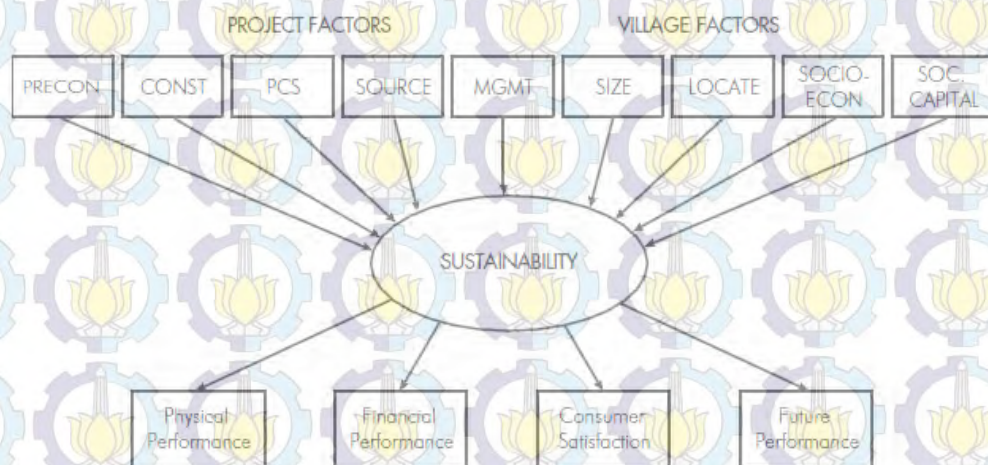 PROJECT FACTORS
VILLAGE FACTORS
PRECON
CONST
PCS
SOURCE
MGMT
SIZE
LOCATE
SOCIO-
ECON
SOC.
CAPITAL
SUSTAINABILITY
Physical
Performance
Financial
Performance
Consumer
Satisfaction
Future
Performance